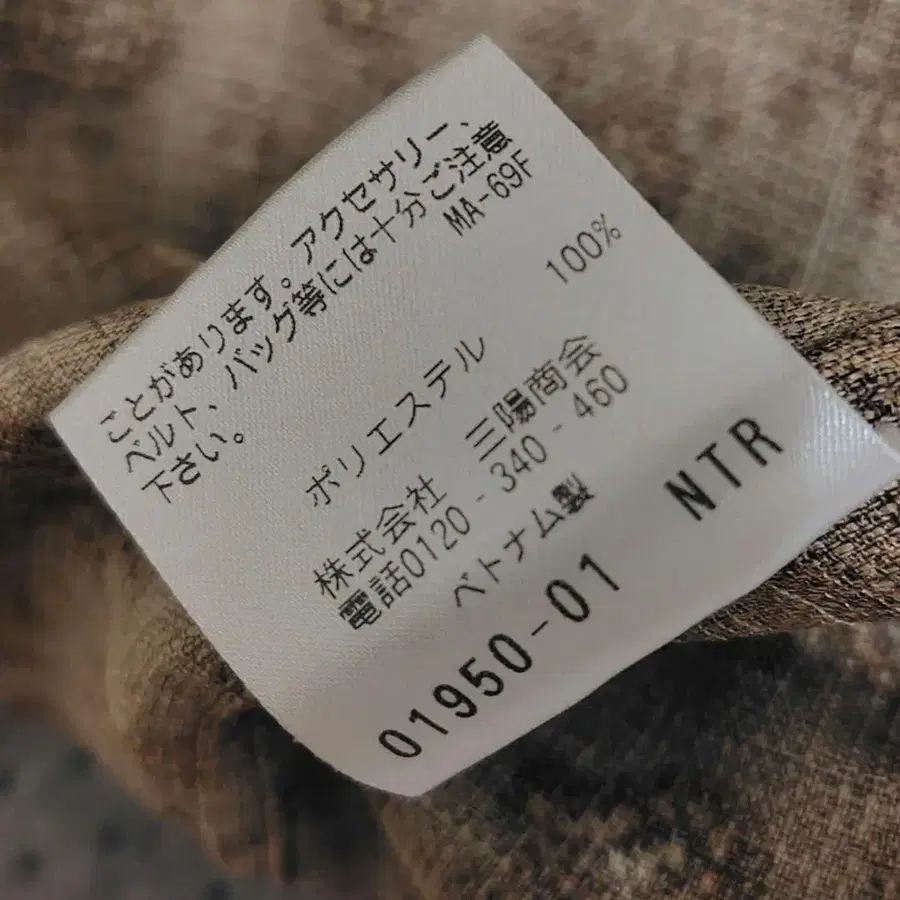 ことがあります。アクセサリー、
ベルト、バッグ等には十分ご注意
下さい。 MA-69F
ポリエステル 100%
株式会社 三陽商会
電話0120-340-460
ベトナム製
01950-01 NTR